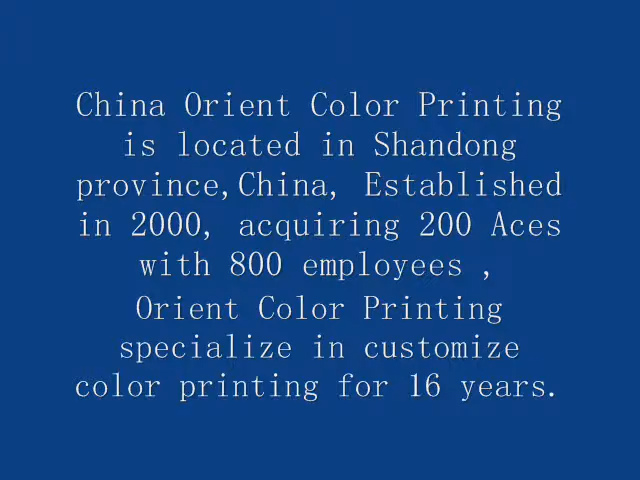 China Orient Color Printing
is located in Shandong
province,China, Established
in 2000, acquiring 200 Aces
with 800 employees ,
Orient Color Printing
specialize in customize
color printing for 16 years.